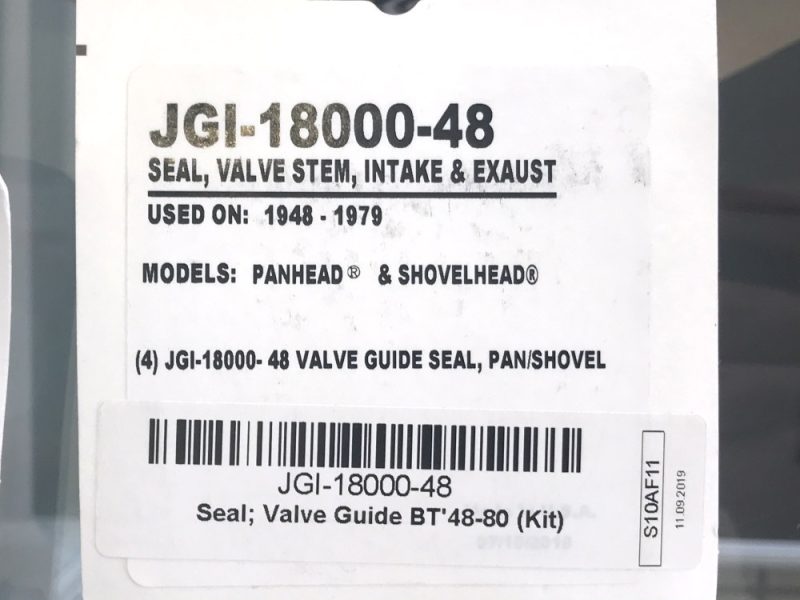 JGI-18000-48
SEAL, VALVE STEM, INTAKE & EXAUST
USED ON: 1948 - 1979
MODELS: PANHEAD® & SHOVELHEAD®
(4) JGI-18000- 48 VALVE GUIDE SEAL, PAN/SHOVEL
JGI-18000-48
Seal; Valve Guide BT'48-80 (Kit)
S10AF11
11.09.2019